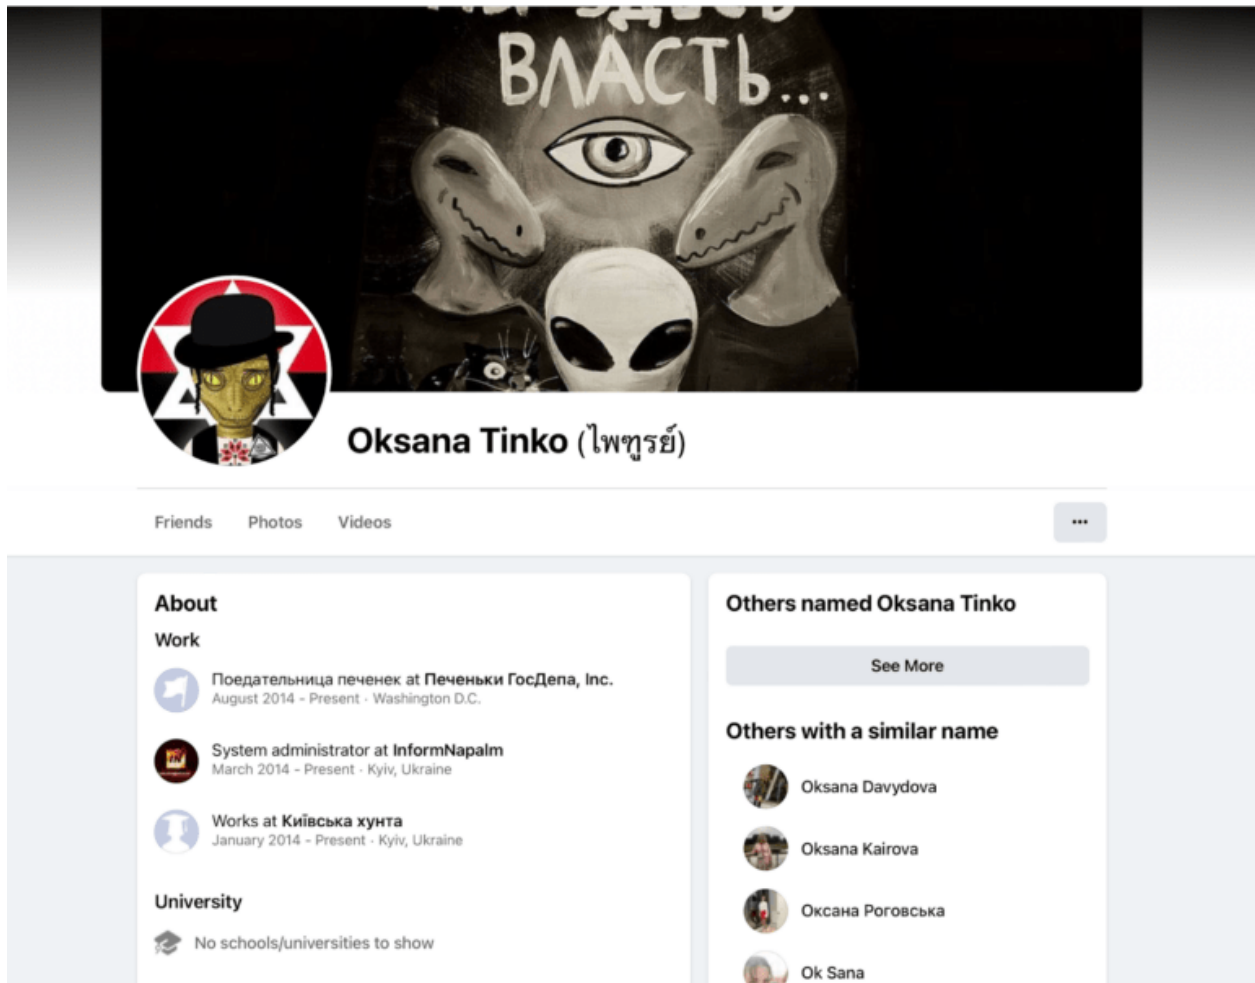 ВЛАСТЬ...
Oksana Tinko (ไพฑูรย์)
Friends Photos Videos
About
Work
Поедательница печенек at Печеньки ГосДепа, Inc.
August 2014 - Present · Washington D.C.
System administrator at InformNapalm
March 2014 - Present · Kyiv, Ukraine
Works at Київська хунта
January 2014 - Present · Kyiv, Ukraine
University
No schools/universities to show
Others named Oksana Tinko
See More
Others with a similar name
Oksana Davydova
Oksana Kairova
Оксана Роговська
Ok Sana